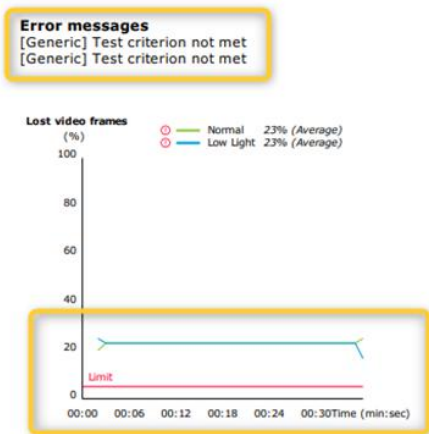 Error messages
[Generic] Test criterion not met
[Generic] Test criterion not met
Lost video frames
(%)
Normal 23% (Average)
Low Light 23% (Average)
100
80
60
40
20
Limit
0
00:00 00:06 00:12 00:18 00:24 00:30Time (min:sec)